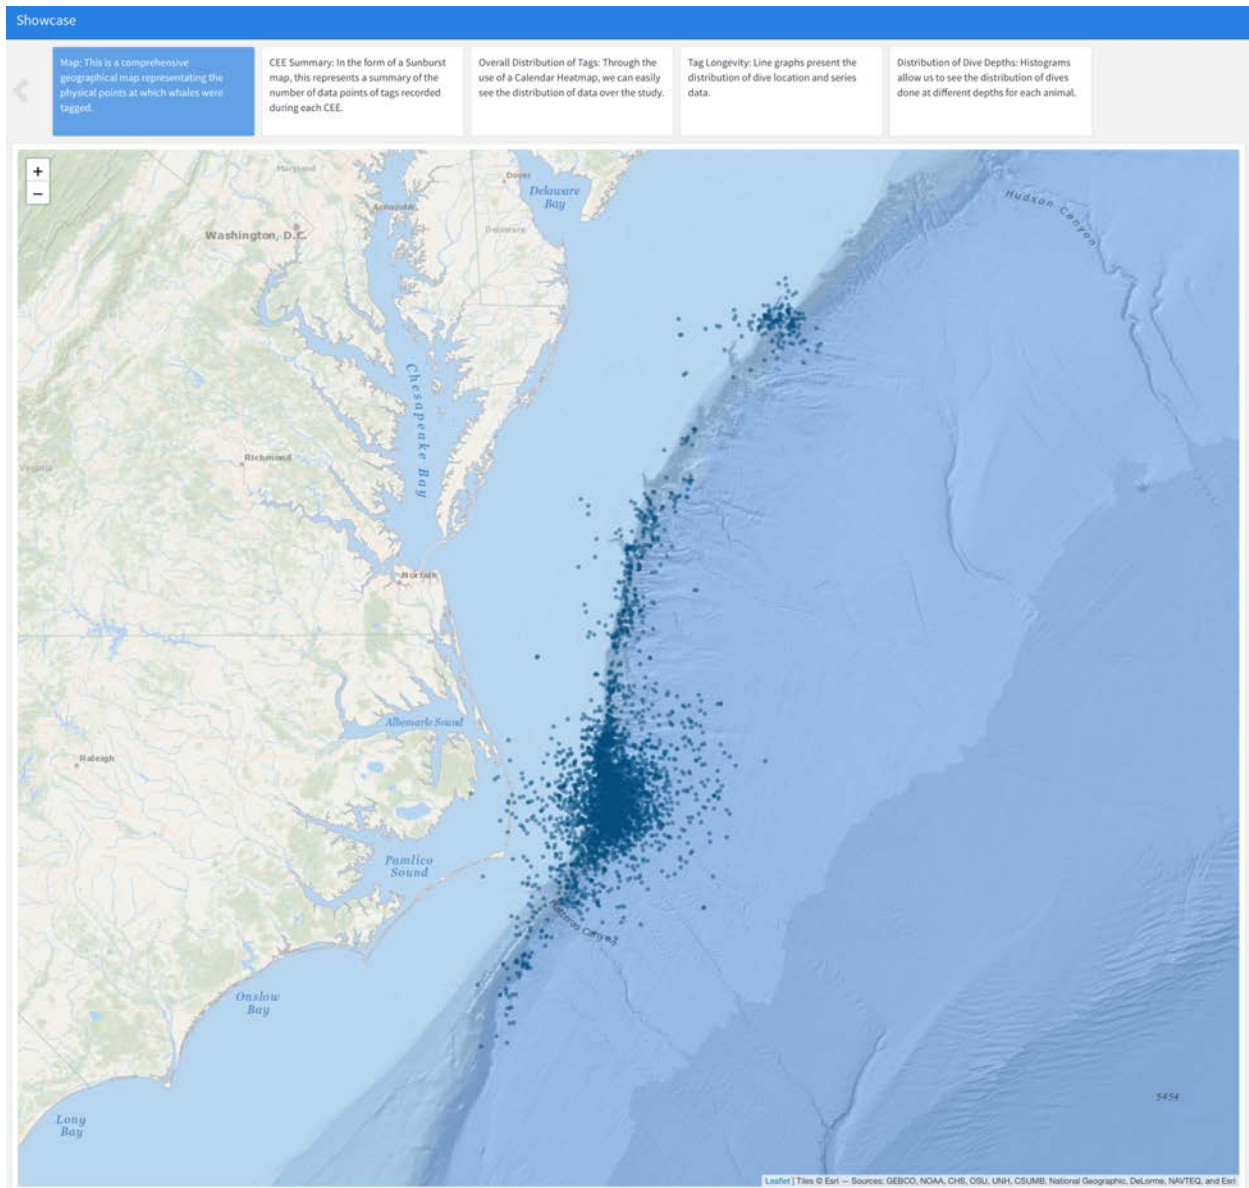 Showcase
Map: This is a comprehensive
geographical map representing the
physical points at which whales were
tagged.
CEE Summary: In the form of a Sunburst
map, this represents a summary of the
number of data points of tags recorded
during each CEE.
Overall Distribution of Tags: Through the
use of a Calendar Heatmap, we can easily
see the distribution of data over the study.
Tag Longevity: Line graphs present the
distribution of dive location and series
data.
Distribution of Dive Depths: Histograms
allow us to see the distribution of dives
done at different depths for each animal.
+
−
Maryland
Dover
Delaware
Bay
Hudson Canyon
Annapolis
Washington, D.C.
Delaware
Chesapeake Bay
Richmond
Virginia
Norfolk
Albemarle Sound
Raleigh
Pamlico
Sound
Hatteras Canyon
Onslow
Bay
5454
Long
Bay
Leaflet | Tiles © Esri — Sources: GEBCO, NOAA, CHS, OSU, UNH, CSUMB, National Geographic, DeLorme, NAVTEQ, and Esri